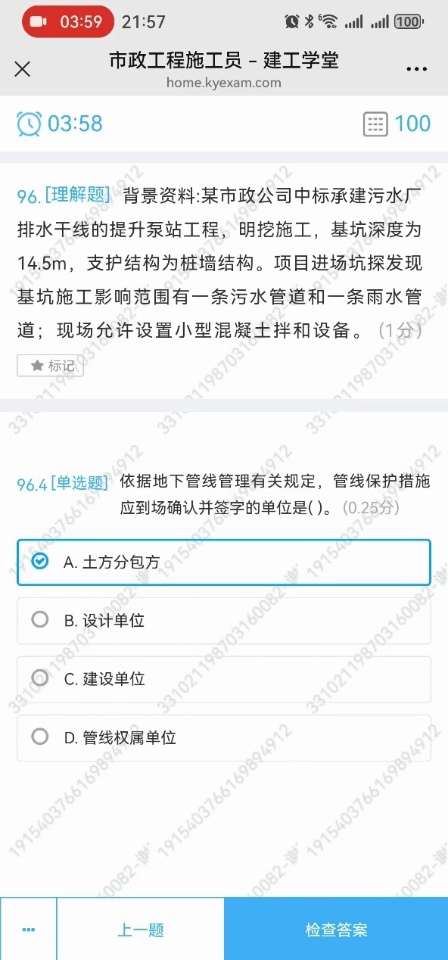 03:59 21:57 6 100
市政工程施工员 - 建工学堂
home.kyexam.com
03:58 100
96. [理解题] 背景资料:某市政公司中标承建污水厂
排水干线的提升泵站工程，明挖施工，基坑深度为
14.5m，支护结构为桩墙结构。项目进场坑探发现
基坑施工影响范围有一条污水管道和一条雨水管
道；现场允许设置小型混凝土拌和设备。（1分）
★ 标记
96.4 [单选题] 依据地下管线管理有关规定，管线保护措施
应到场确认并签字的单位是( )。（0.25分）
A. 土方分包方
B. 设计单位
C. 建设单位
D. 管线权属单位
... 上一题 检查答案